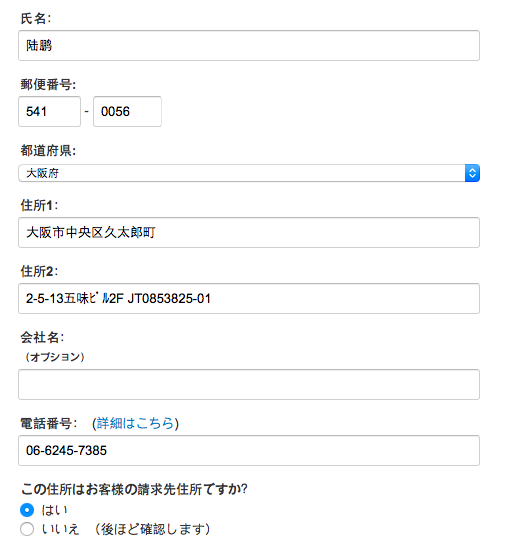 氏名:
陆鹏
郵便番号:
541 - 0056
都道府県:
大阪府
住所1:
大阪市中央区久太郎町
住所2:
2-5-13五味ﾋﾞﾙ2F JT0853825-01
会社名:
（オプション）
電話番号: (詳細はこちら)
06-6245-7385
この住所はお客様の請求先住所ですか?
はい
いいえ （後ほど確認します）